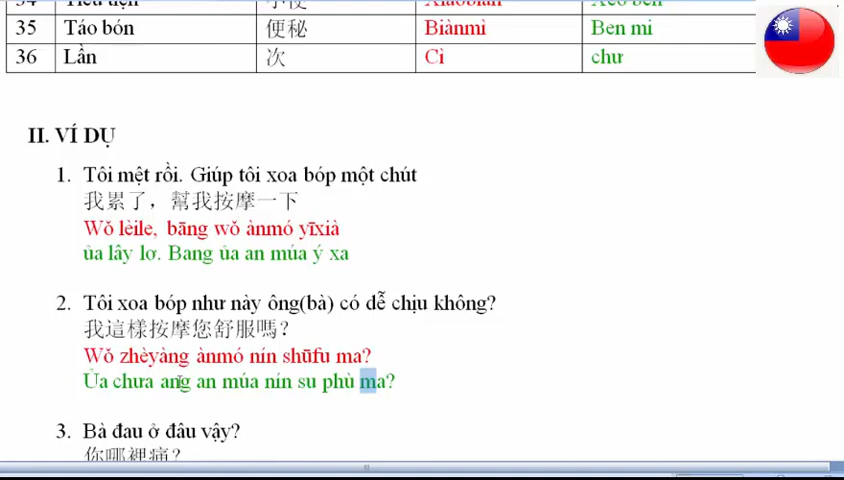 35 Táo bón 便秘 Biànmì Ben mi
36 Lần 次 Cì chư
II. VÍ DỤ
1. Tôi mệt rồi. Giúp tôi xoa bóp một chút
我累了，幫我按摩一下
Wǒ lèile, bāng wǒ ànmó yīxià
ủa lây lơ. Bang ủa an múa ý xa
2. Tôi xoa bóp như này ông(bà) có dễ chịu không?
我這樣按摩您舒服嗎?
Wǒ zhèyàng ànmó nín shūfu ma?
Ủa chưa ang an múa nín su phù ma?
3. Bà đau ở đâu vậy?
你哪裡痛?